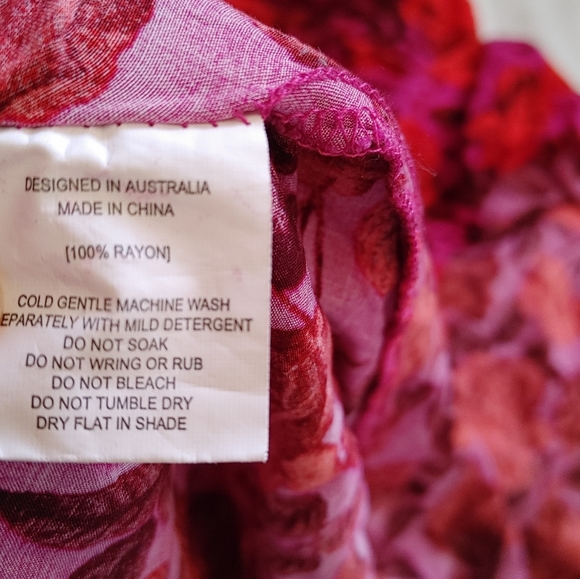 DESIGNED IN AUSTRALIA
MADE IN CHINA
[100% RAYON]
COLD GENTLE MACHINE WASH
EPARATELY WITH MILD DETERGENT
DO NOT SOAK
DO NOT WRING OR RUB
DO NOT BLEACH
DO NOT TUMBLE DRY
DRY FLAT IN SHADE